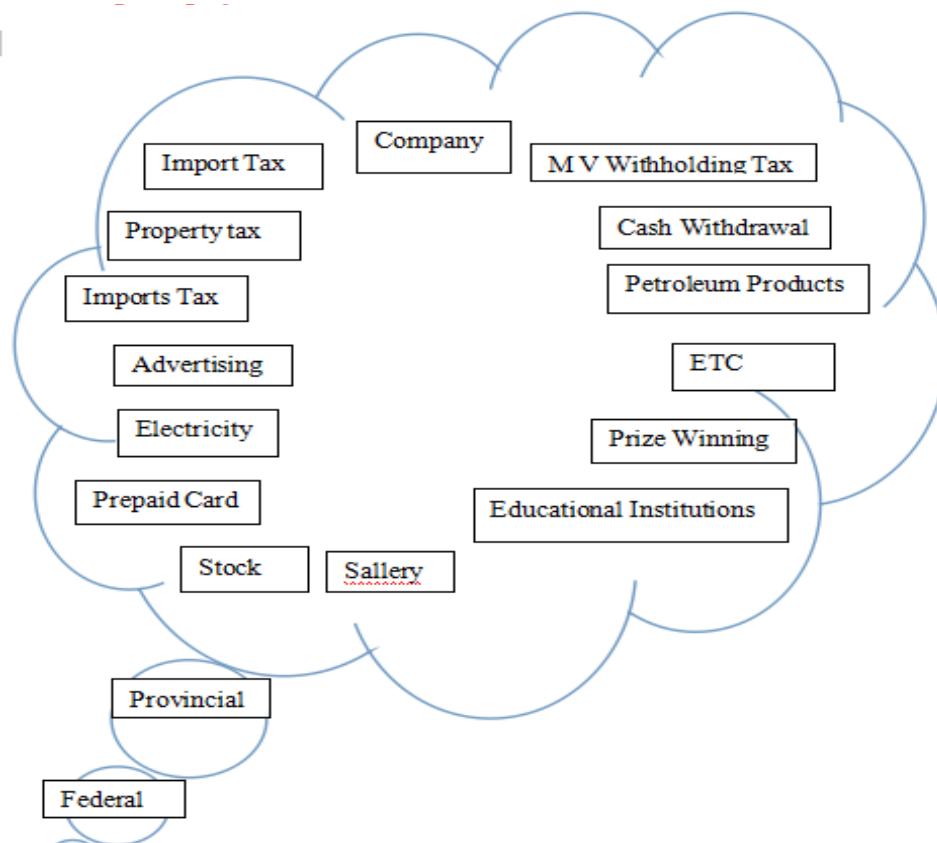 Company
Import Tax
M V Withholding Tax
Property tax
Cash Withdrawal
Imports Tax
Petroleum Products
Advertising
ETC
Electricity
Prize Winning
Prepaid Card
Educational Institutions
Stock
Sallery
Provincial
Federal